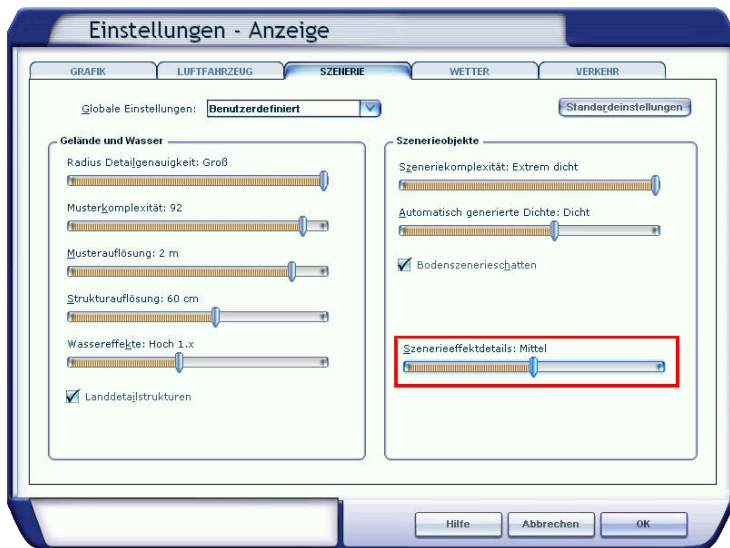 Einstellungen - Anzeige
GRAFIK LUFTFAHRZEUG SZENERIE WETTER VERKEHR
Globale Einstellungen: Benutzerdefiniert Standardeinstellungen
Gelände und Wasser
Radius Detailgenauigkeit: Groß
Musterkomplexität: 92
Musterauflösung: 2 m
Strukturauflösung: 60 cm
Wassereffekte: Hoch 1.x
Landdetailstrukturen
Szenerieobjekte
Szeneriekomplexität: Extrem dicht
Automatisch generierte Dichte: Dicht
Bodenszenerieschatten
Szenerieeffektdetails: Mittel
Hilfe Abbrechen OK